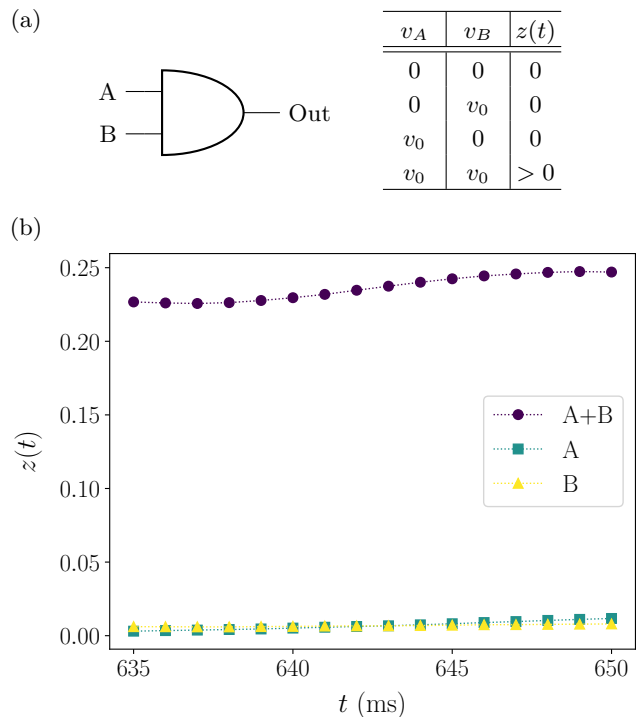 (a)
v_A v_B z(t)
A
B
Out
0 0 0
0 v_0 0
v_0 0 0
v_0 v_0 > 0
(b)
0.25
0.20
0.15
0.10
0.05
0.00
z(t)
A+B
A
B
635 640 645 650
t (ms)